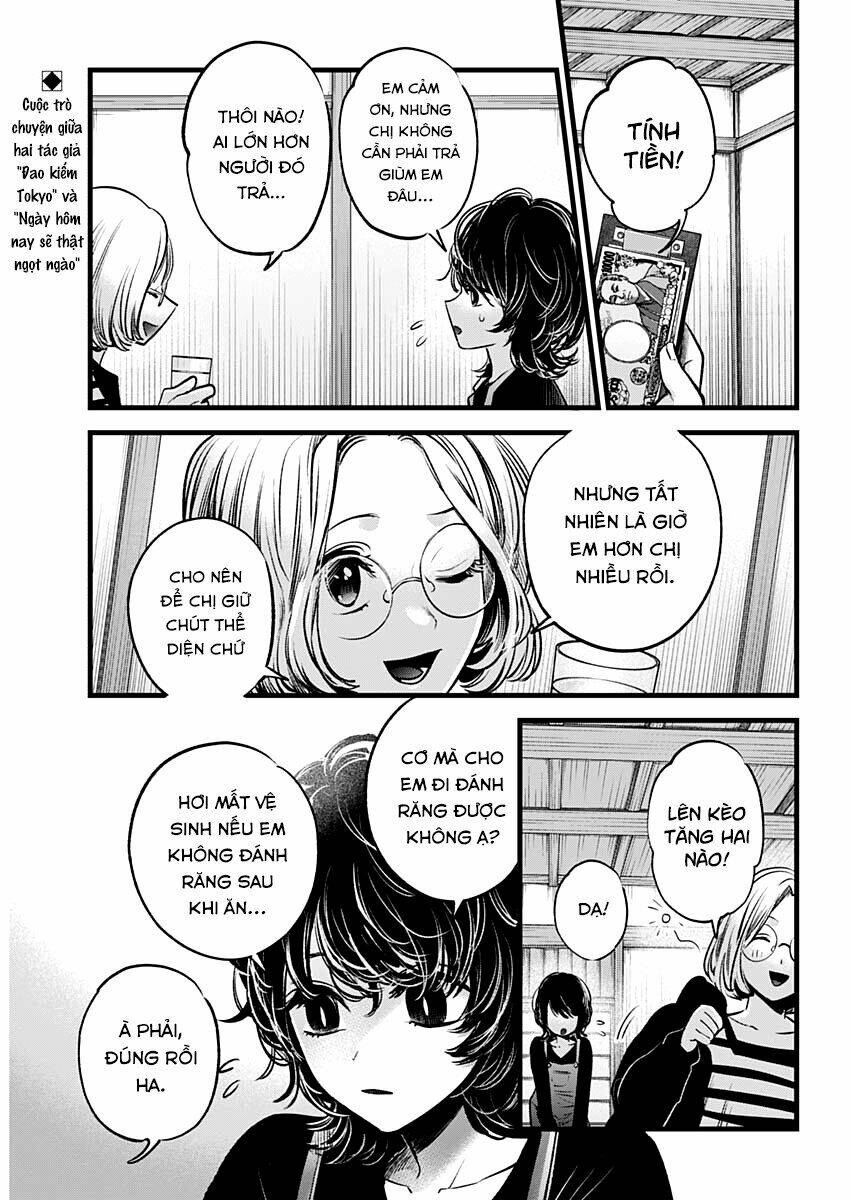 TÍNH
TIỀN!
10000
EM CẢM
ƠN, NHƯNG
CHỊ KHÔNG
CẦN PHẢI TRẢ
GIÙM EM
ĐÂU...
THÔI NÀO!
AI LỚN HƠN
NGƯỜI ĐÓ
TRẢ...
Cuộc trò
chuyện giữa
hai tác giả
"Đao kiếm
Tokyo" và
"Ngày hôm
nay sẽ thật
ngọt ngào"
NHƯNG TẤT
NHIÊN LÀ GIỜ
EM HƠN CHỊ
NHIỀU RỒI.
CHO NÊN
ĐỂ CHỊ GIỮ
CHÚT THỂ
DIỆN CHỨ
LÊN KÈO
TĂNG HAI
NÀO!
DẠ!
CƠ MÀ CHO
EM ĐI ĐÁNH
RĂNG ĐƯỢC
KHÔNG Ạ?
HƠI MẤT VỆ
SINH NẾU EM
KHÔNG ĐÁNH
RĂNG SAU
KHI ĂN...
À PHẢI,
ĐÚNG RỒI
HA.